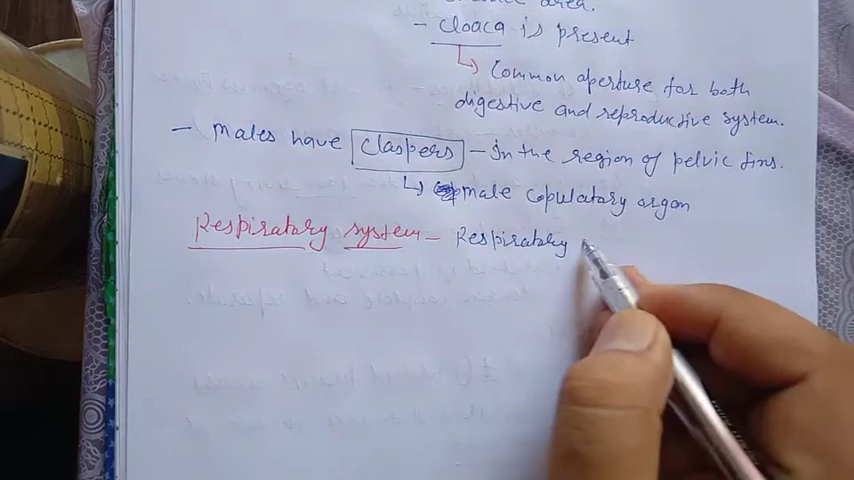 area.
- Cloaca is present
Common aperture for both
digestive and reproductive system.
- Males have Claspers - in the region of pelvic fins.
male copulatory organ
Respiratory system - Respiratory